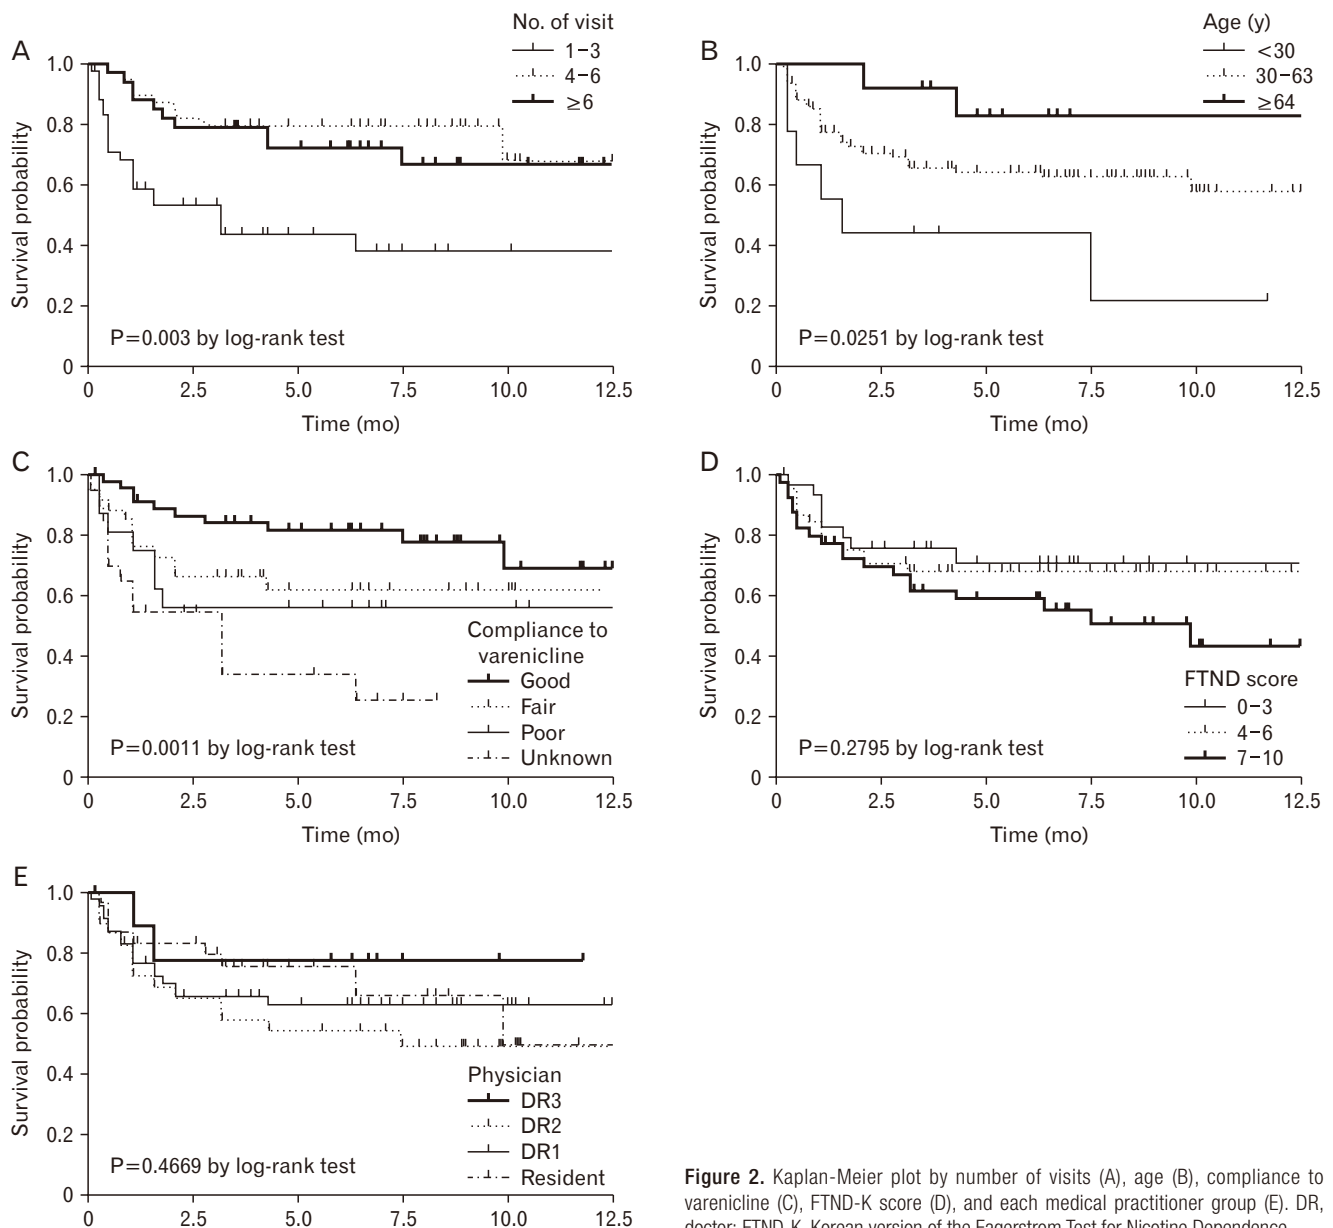 A
No. of visit
1–3
4–6
≥6
1.0
0.8
0.6
0.4
0.2
0
Survival probability
P=0.003 by log-rank test
0 2.5 5.0 7.5 10.0 12.5
Time (mo)
B
Age (y)
<30
30–63
≥64
1.0
0.8
0.6
0.4
0.2
0
Survival probability
P=0.0251 by log-rank test
0 2.5 5.0 7.5 10.0 12.5
Time (mo)
C
1.0
0.8
0.6
0.4
0.2
0
Survival probability
Compliance to
varenicline
Good
Fair
Poor
Unknown
P=0.0011 by log-rank test
0 2.5 5.0 7.5 10.0 12.5
Time (mo)
D
1.0
0.8
0.6
0.4
0.2
0
Survival probability
FTND score
0–3
4–6
7–10
P=0.2795 by log-rank test
0 2.5 5.0 7.5 10.0 12.5
Time (mo)
E
1.0
0.8
0.6
0.4
0.2
0
Survival probability
Physician
DR3
DR2
DR1
Resident
P=0.4669 by log-rank test
0 2.5 5.0 7.5 10.0 12.5
Figure 2. Kaplan-Meier plot by number of visits (A), age (B), compliance to
varenicline (C), FTND-K score (D), and each medical practitioner group (E). DR,
doctor; FTND-K, Korean version of the Fagerstrom Test for Nicotine Dependence.